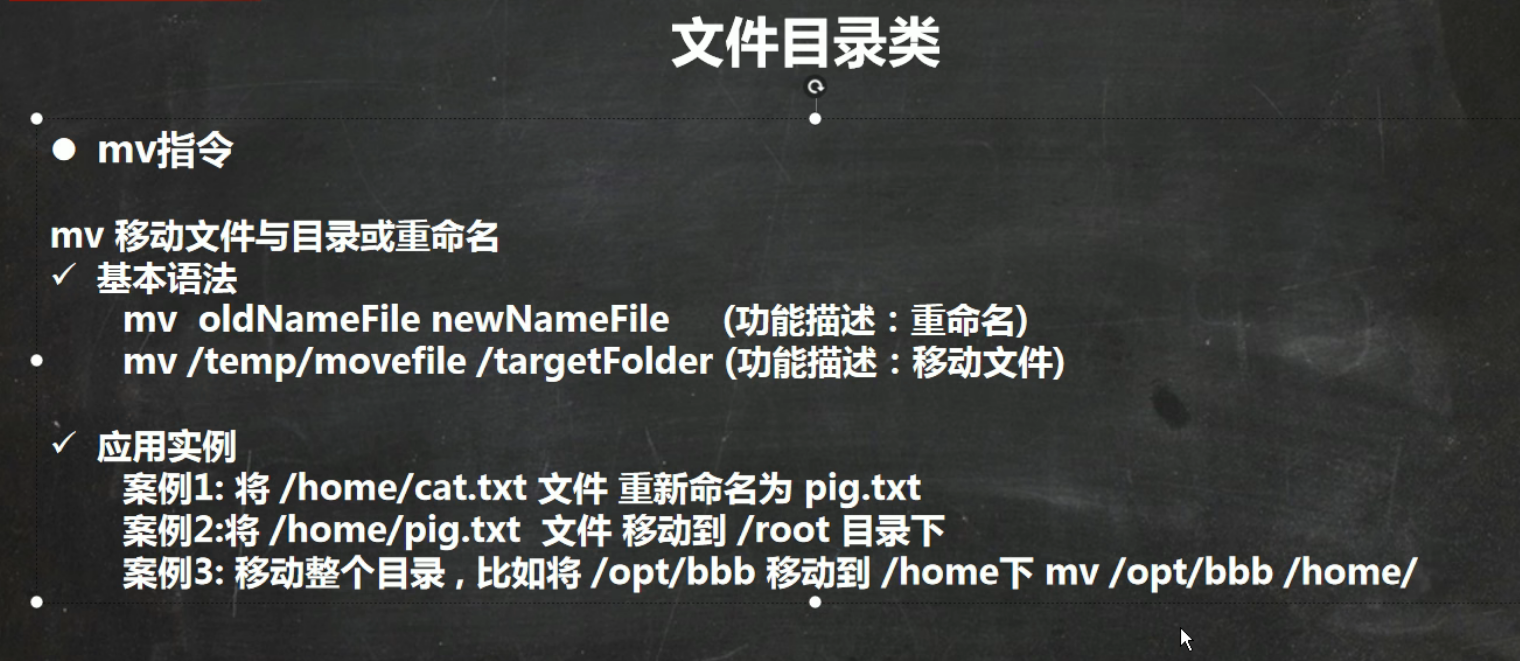 文件目录类
● mv指令
mv 移动文件与目录或重命名
✓ 基本语法
mv  oldNameFile newNameFile     (功能描述：重命名)
mv /temp/movefile /targetFolder (功能描述：移动文件)
✓ 应用实例
案例1: 将 /home/cat.txt 文件 重新命名为 pig.txt
案例2:将 /home/pig.txt  文件 移动到 /root 目录下
案例3: 移动整个目录 , 比如将 /opt/bbb 移动到 /home下 mv /opt/bbb /home/